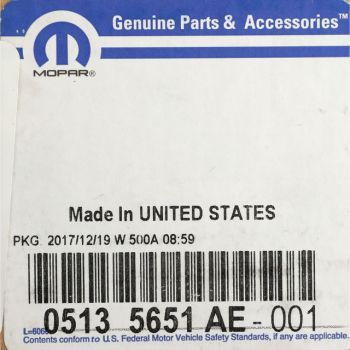 Genuine Parts & Accessories™
MOPAR®
Made In UNITED STATES
PKG. 2017/12/19 W 500A 08:59
0513 5651 AE-001
Contents conform to U.S. Federal Motor Vehicle Safety Standards, if any are applicable.